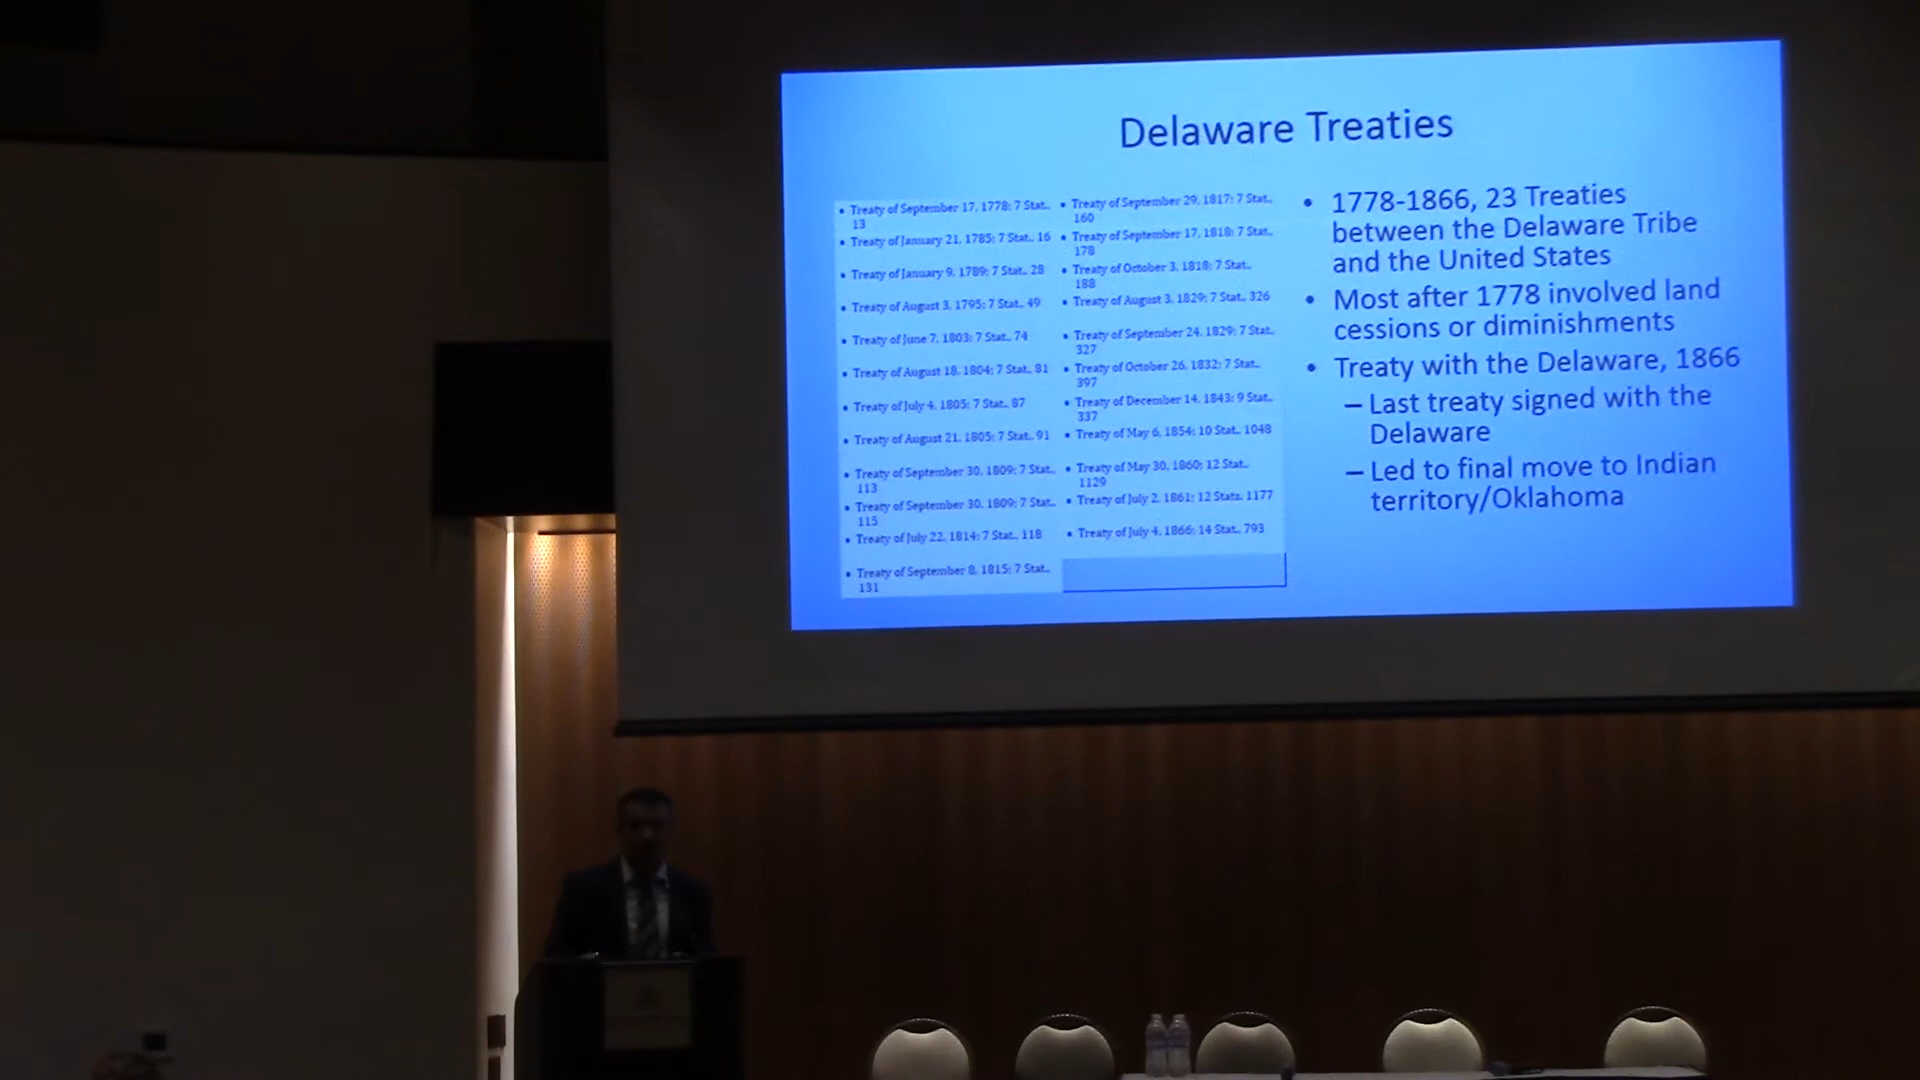 Delaware Treaties
• Treaty of September 17, 1778: 7 Stat.,
13
• Treaty of January 21, 1785: 7 Stat., 16
• Treaty of January 9, 1789: 7 Stat., 28
• Treaty of August 3, 1795: 7 Stat., 49
• Treaty of June 7, 1803: 7 Stat., 74
• Treaty of August 18, 1804: 7 Stat., 81
• Treaty of July 4, 1805: 7 Stat., 87
• Treaty of August 21, 1805: 7 Stat., 91
• Treaty of September 30, 1809: 7 Stat.,
113
• Treaty of September 30, 1809: 7 Stat.,
115
• Treaty of July 22, 1814: 7 Stat., 118
• Treaty of September 8, 1815: 7 Stat.,
131
• Treaty of September 29, 1817: 7 Stat.,
160
• Treaty of September 17, 1818: 7 Stat.,
178
• Treaty of October 3, 1818: 7 Stat.,
188
• Treaty of August 3, 1829: 7 Stat., 326
• Treaty of September 24, 1829: 7 Stat.,
327
• Treaty of October 26, 1832: 7 Stat.,
397
• Treaty of December 14, 1843: 9 Stat.,
337
• Treaty of May 6, 1854: 10 Stat., 1048
• Treaty of May 30, 1860: 12 Stat.,
1129
• Treaty of July 2, 1861: 12 Stats. 1177
• Treaty of July 4, 1866: 14 Stat., 793
• 1778-1866, 23 Treaties
between the Delaware Tribe
and the United States
• Most after 1778 involved land
cessions or diminishments
• Treaty with the Delaware, 1866
– Last treaty signed with the
Delaware
– Led to final move to Indian
territory/Oklahoma